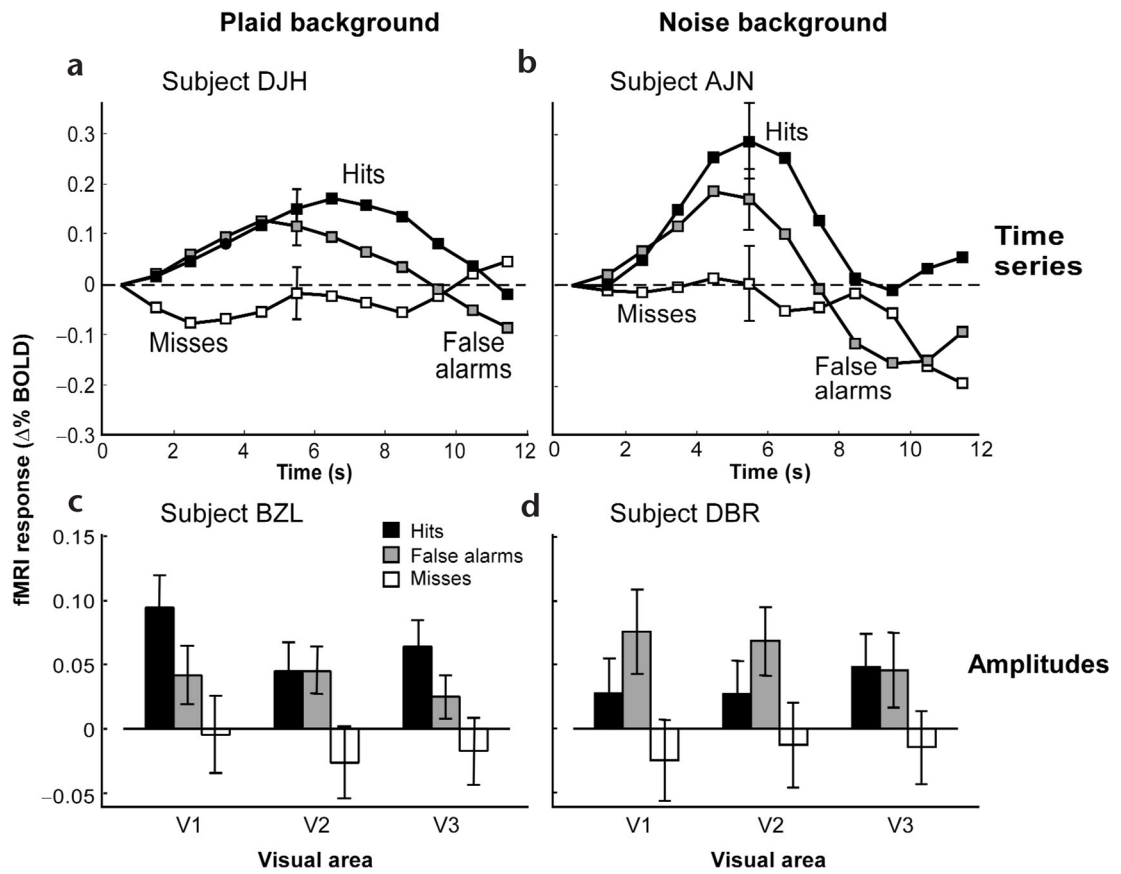 Plaid background
Noise background
a
Subject DJH
b
Subject AJN
fMRI response (Δ% BOLD)
0.3
0.2
0.1
0
−0.1
−0.2
−0.3
Hits
Misses
False
alarms
Hits
Misses
False
alarms
Time
series
0 2 4 6 8 10 12
Time (s)
0 2 4 6 8 10 12
Time (s)
c
Subject BZL
Hits
False alarms
Misses
d
Subject DBR
0.15
0.10
0.05
0
−0.05
Amplitudes
V1 V2 V3
Visual area
V1 V2 V3
Visual area